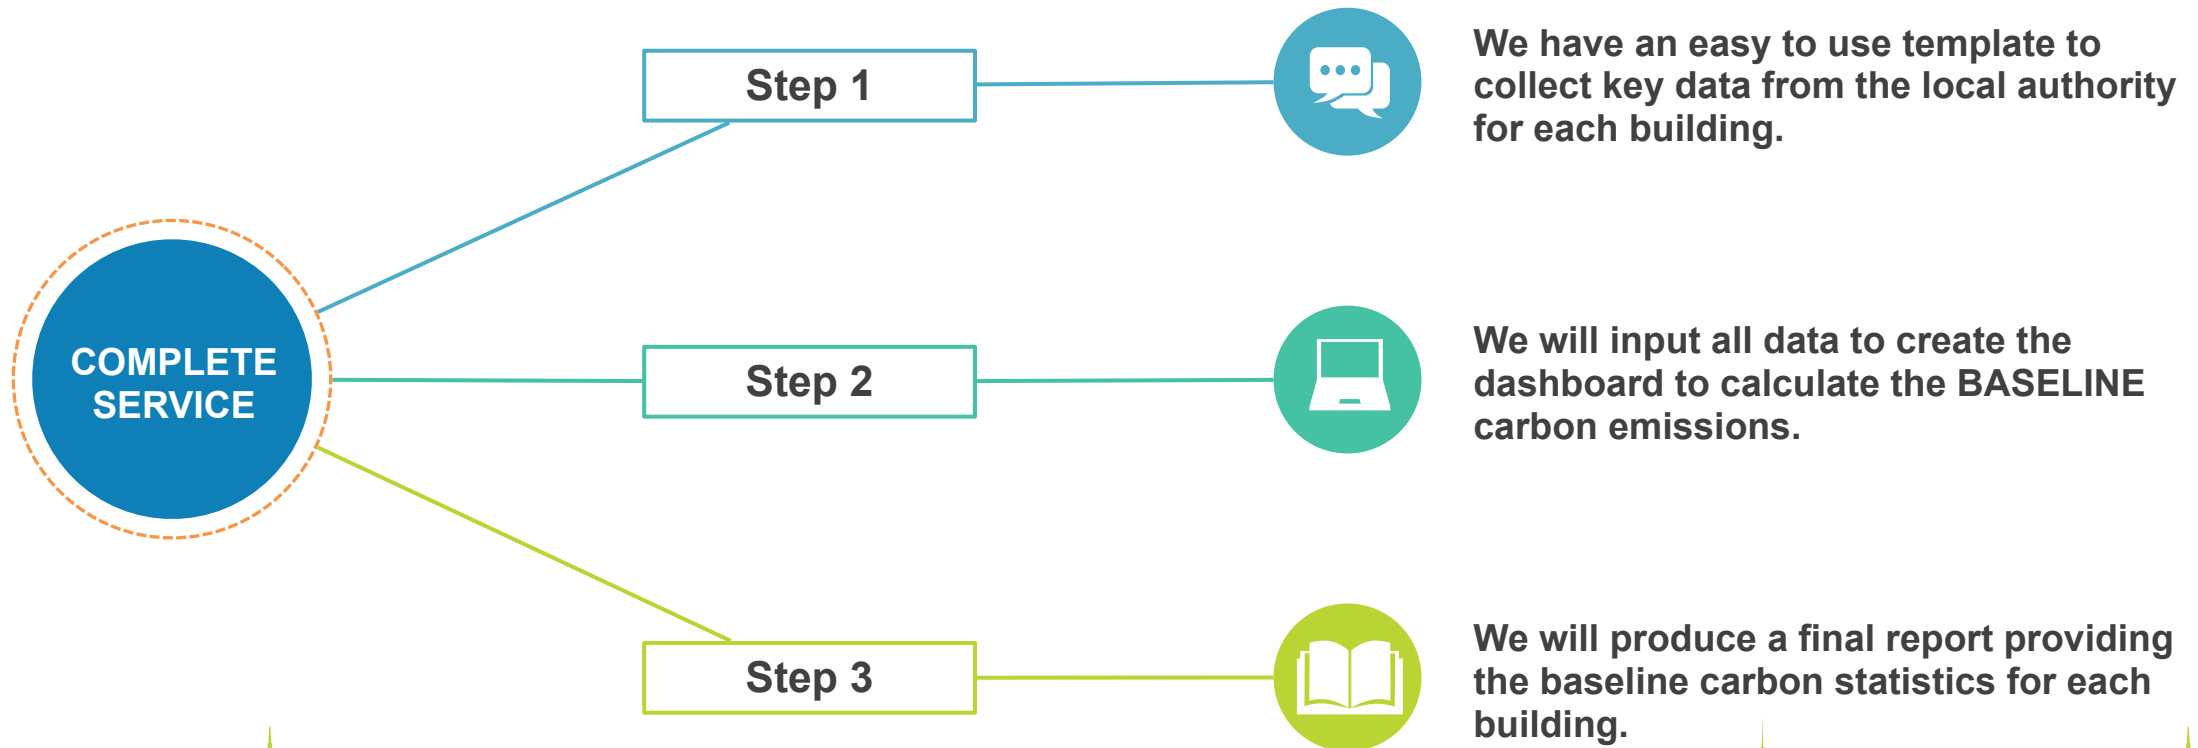 Step 1
We have an easy to use template to
collect key data from the local authority
for each building.
COMPLETE
SERVICE
Step 2
We will input all data to create the
dashboard to calculate the BASELINE
carbon emissions.
Step 3
We will produce a final report providing
the baseline carbon statistics for each
building.